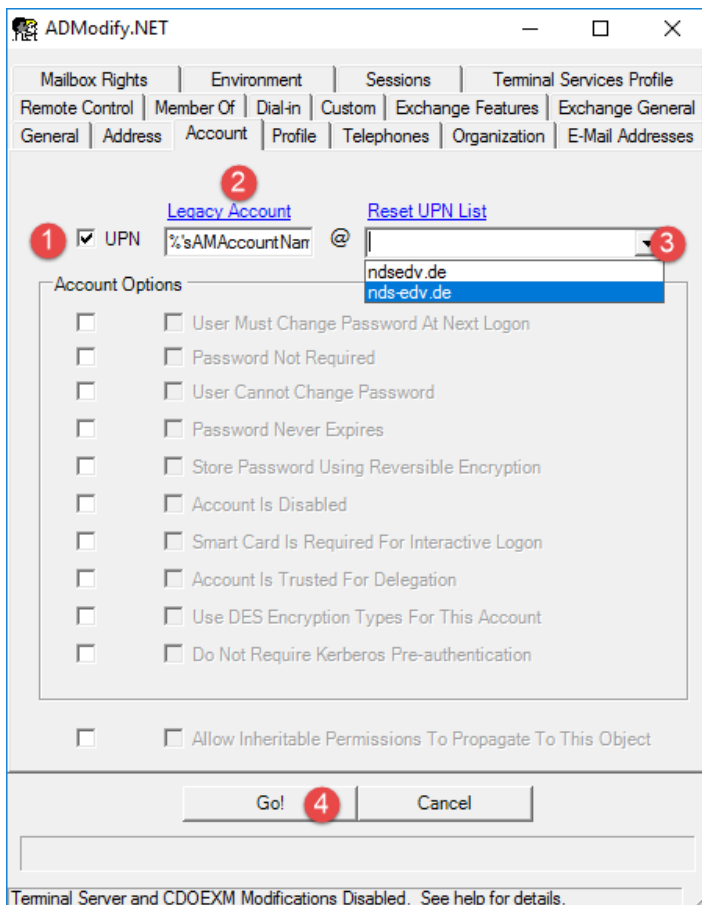 ADModify.NET
Mailbox Rights Environment Sessions Terminal Services Profile
Remote Control Member Of Dial-in Custom Exchange Features Exchange General
General Address Account Profile Telephones Organization E-Mail Addresses
2
Legacy Account Reset UPN List
1 UPN %'sAMAccountNam @ 3
ndsedv.de
Account Options
nds-edv.de
User Must Change Password At Next Logon
Password Not Required
User Cannot Change Password
Password Never Expires
Store Password Using Reversible Encryption
Account Is Disabled
Smart Card Is Required For Interactive Logon
Account Is Trusted For Delegation
Use DES Encryption Types For This Account
Do Not Require Kerberos Pre-authentication
Allow Inheritable Permissions To Propagate To This Object
Go! 4 Cancel
Terminal Server and CDOEXM Modifications Disabled. See help for details.